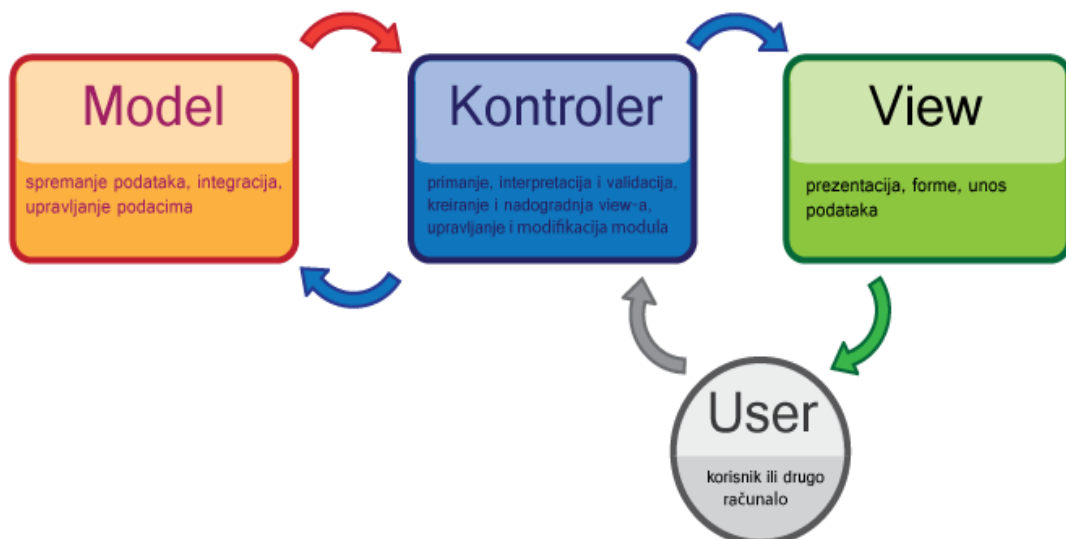 Model
spremanje podataka, integracija,
upravljanje podacima
Kontroler
primanje, interpretacija i validacija,
kreiranje i nadogradnja view-a,
upravljanje i modifikacija modula
View
prezentacija, forme, unos
podataka
User
korisnik ili drugo
računalo